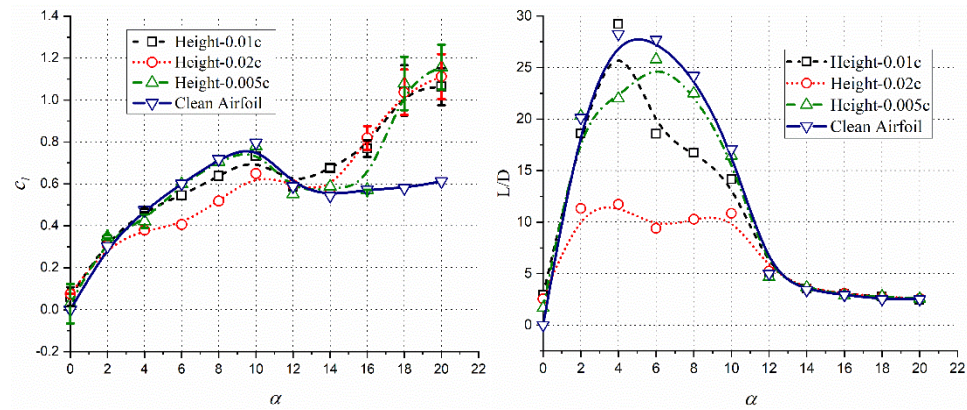 1.4
1.2
1.0
0.8
0.6
0.4
0.2
0.0
-0.2
c_l
Height-0.01c
Height-0.02c
Height-0.005c
Clean Airfoil
0 2 4 6 8 10 12 14 16 18 20 22
α
30
25
20
15
10
5
0
L/D
Height-0.01c
Height-0.02c
Height-0.005c
Clean Airfoil
0 2 4 6 8 10 12 14 16 18 20 22
α